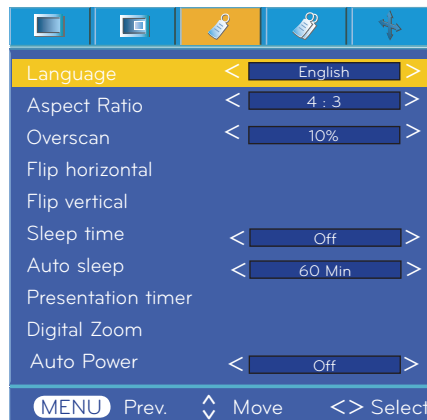 Language < English >
Aspect Ratio < 4 : 3 >
Overscan < 10% >
Flip horizontal
Flip vertical
Sleep time < Off >
Auto sleep < 60 Min >
Presentation timer
Digital Zoom
Auto Power < Off >
MENU Prev. Move <> Select